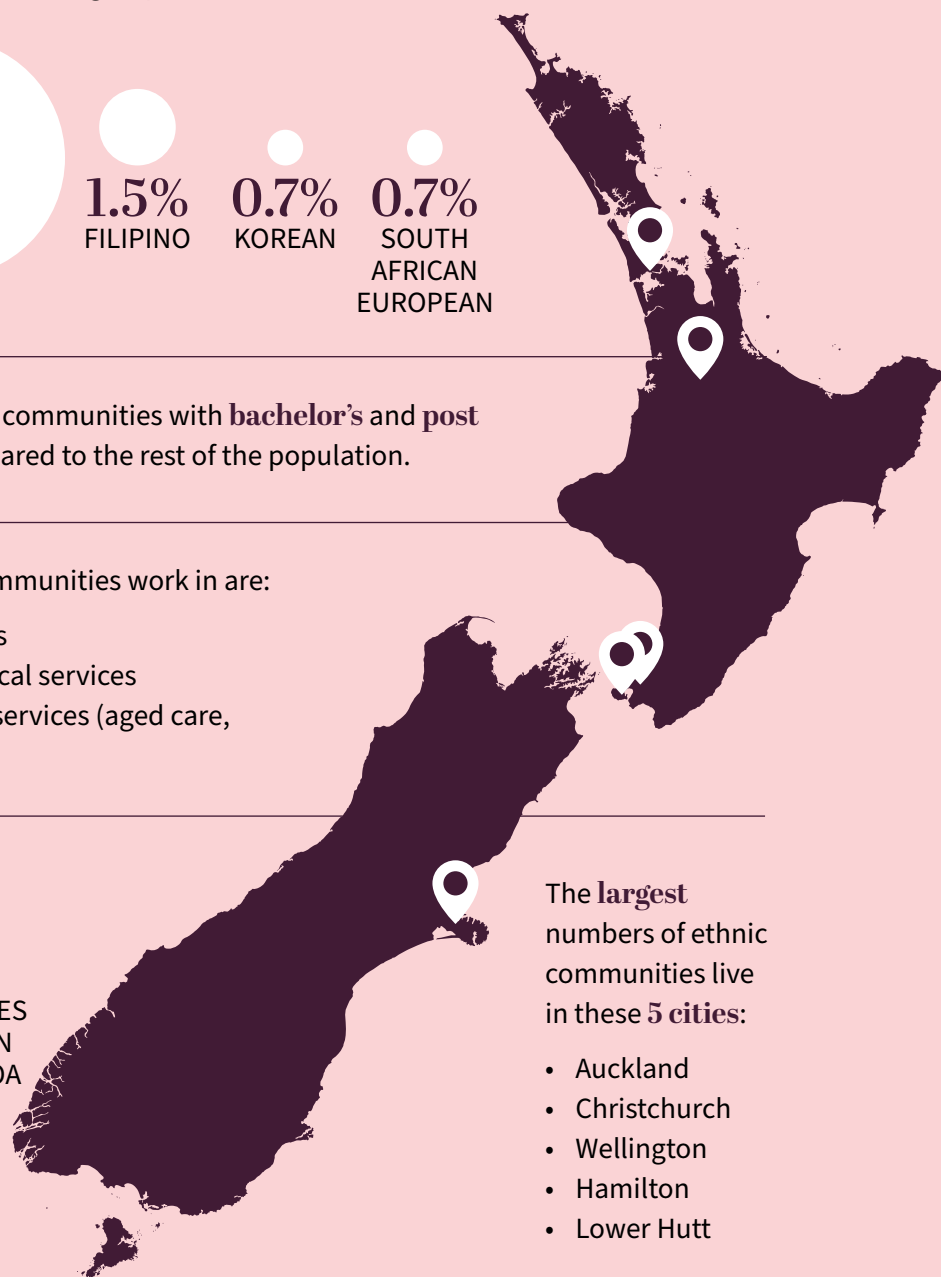 1.5%
FILIPINO
0.7%
KOREAN
0.7%
SOUTH
AFRICAN
EUROPEAN
communities with bachelor's and post
ared to the rest of the population.
mmunities work in are:
s
cal services
services (aged care,
ES
N
DA
The largest
numbers of ethnic
communities live
in these 5 cities:
• Auckland
• Christchurch
• Wellington
• Hamilton
• Lower Hutt